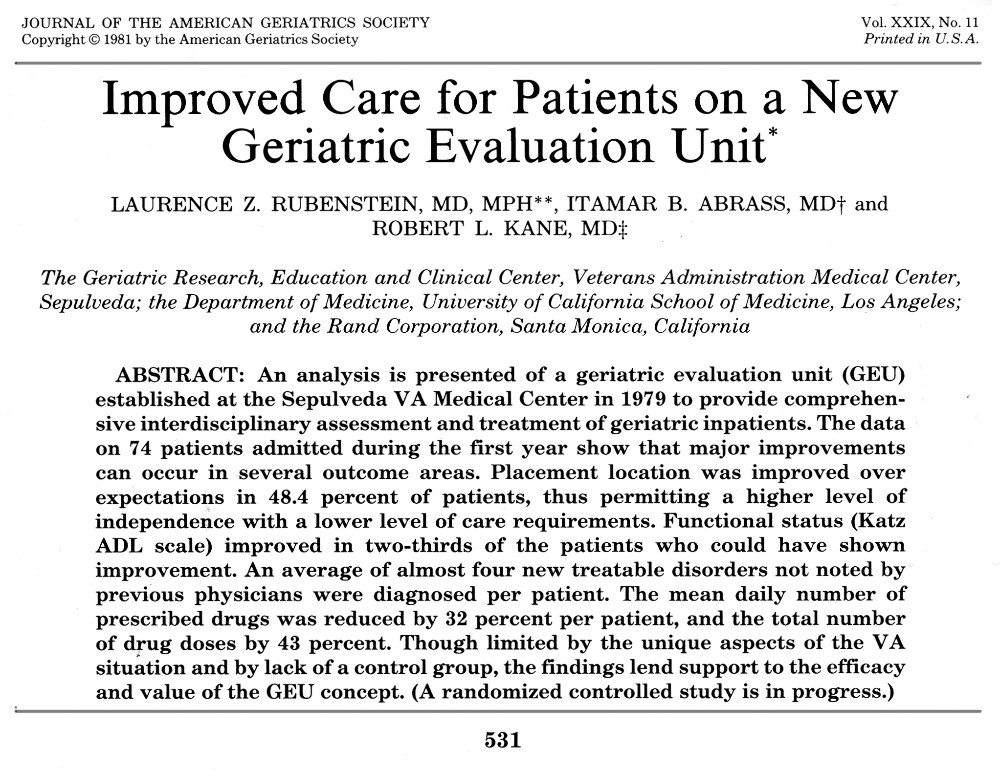 JOURNAL OF THE AMERICAN GERIATRICS SOCIETY Vol. XXIX, No. 11
Copyright © 1981 by the American Geriatrics Society Printed in U.S.A.
Improved Care for Patients on a New
Geriatric Evaluation Unit*
LAURENCE Z. RUBENSTEIN, MD, MPH**, ITAMAR B. ABRASS, MD† and
ROBERT L. KANE, MD‡
The Geriatric Research, Education and Clinical Center, Veterans Administration Medical Center,
Sepulveda; the Department of Medicine, University of California School of Medicine, Los Angeles;
and the Rand Corporation, Santa Monica, California
ABSTRACT: An analysis is presented of a geriatric evaluation unit (GEU)
established at the Sepulveda VA Medical Center in 1979 to provide comprehen-
sive interdisciplinary assessment and treatment of geriatric inpatients. The data
on 74 patients admitted during the first year show that major improvements
can occur in several outcome areas. Placement location was improved over
expectations in 48.4 percent of patients, thus permitting a higher level of
independence with a lower level of care requirements. Functional status (Katz
ADL scale) improved in two-thirds of the patients who could have shown
improvement. An average of almost four new treatable disorders not noted by
previous physicians were diagnosed per patient. The mean daily number of
prescribed drugs was reduced by 32 percent per patient, and the total number
of drug doses by 43 percent. Though limited by the unique aspects of the VA
situation and by lack of a control group, the findings lend support to the efficacy
and value of the GEU concept. (A randomized controlled study is in progress.)
531